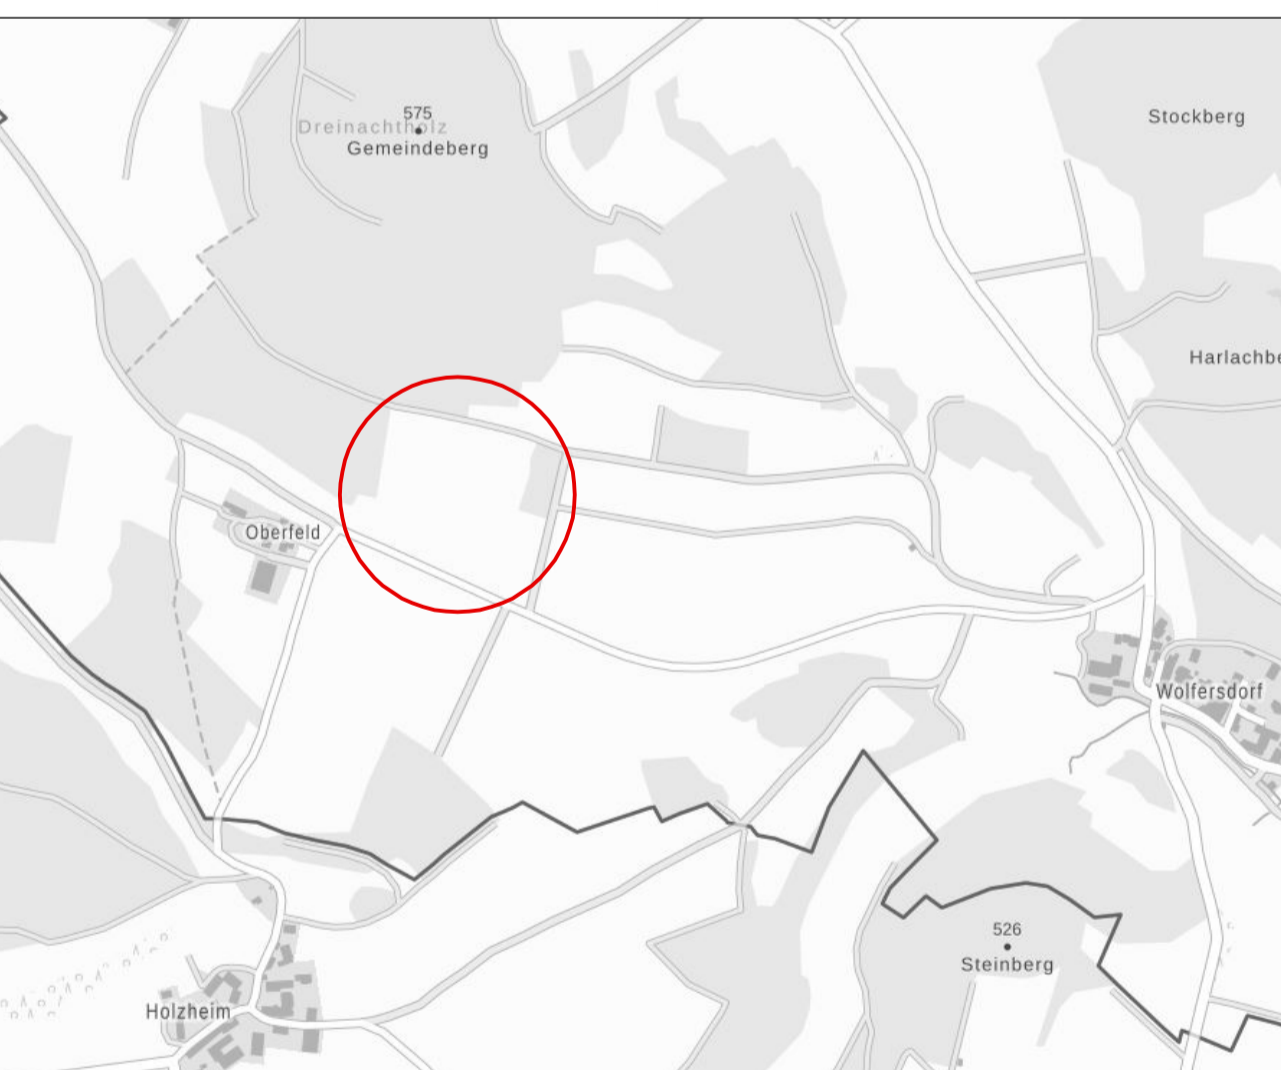 575
Dreinachtholz
Gemeindeberg
Stockberg
Harlachbe
Oberfeld
Wolfersdorf
526
Steinberg
Holzheim